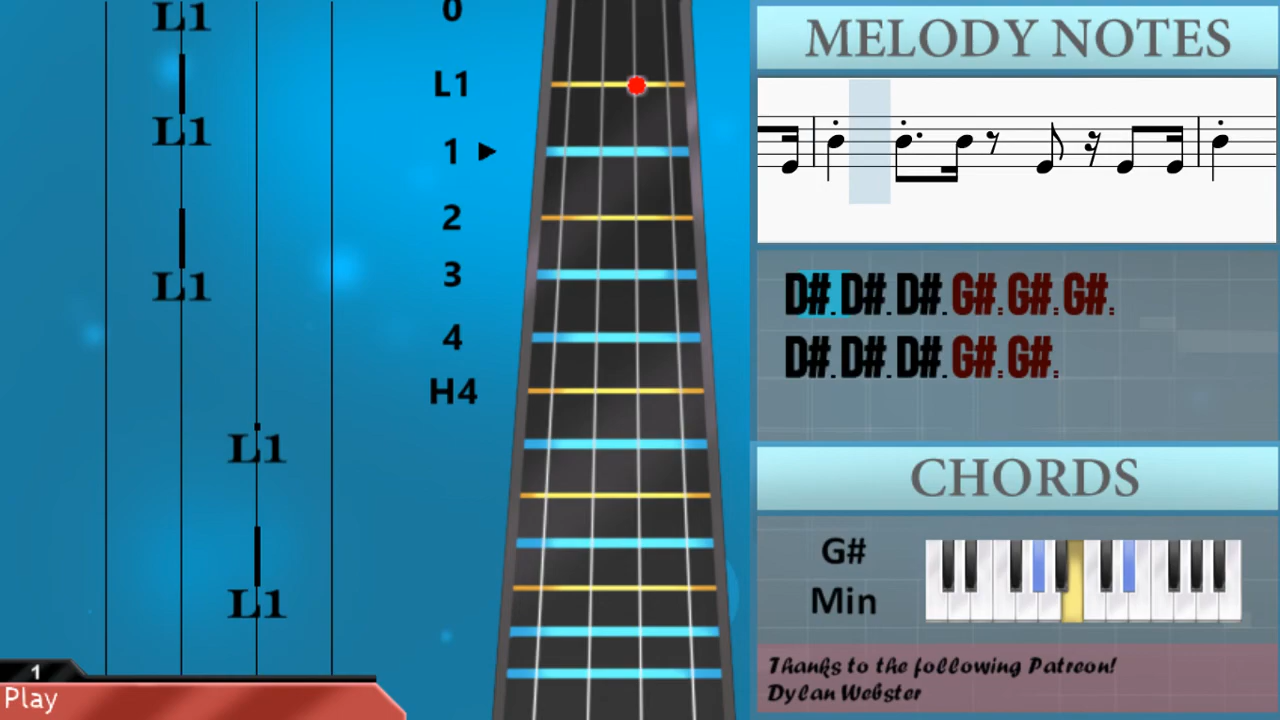 L1
L1
L1
L1
L1
1
Play
0
L1
1
2
3
4
H4
MELODY NOTES
D#.D#.D#.G#.G#.G#.
D#.D#.D#.G#.G#.
CHORDS
G#
Min
Thanks to the following Patreon!
Dylan Webster